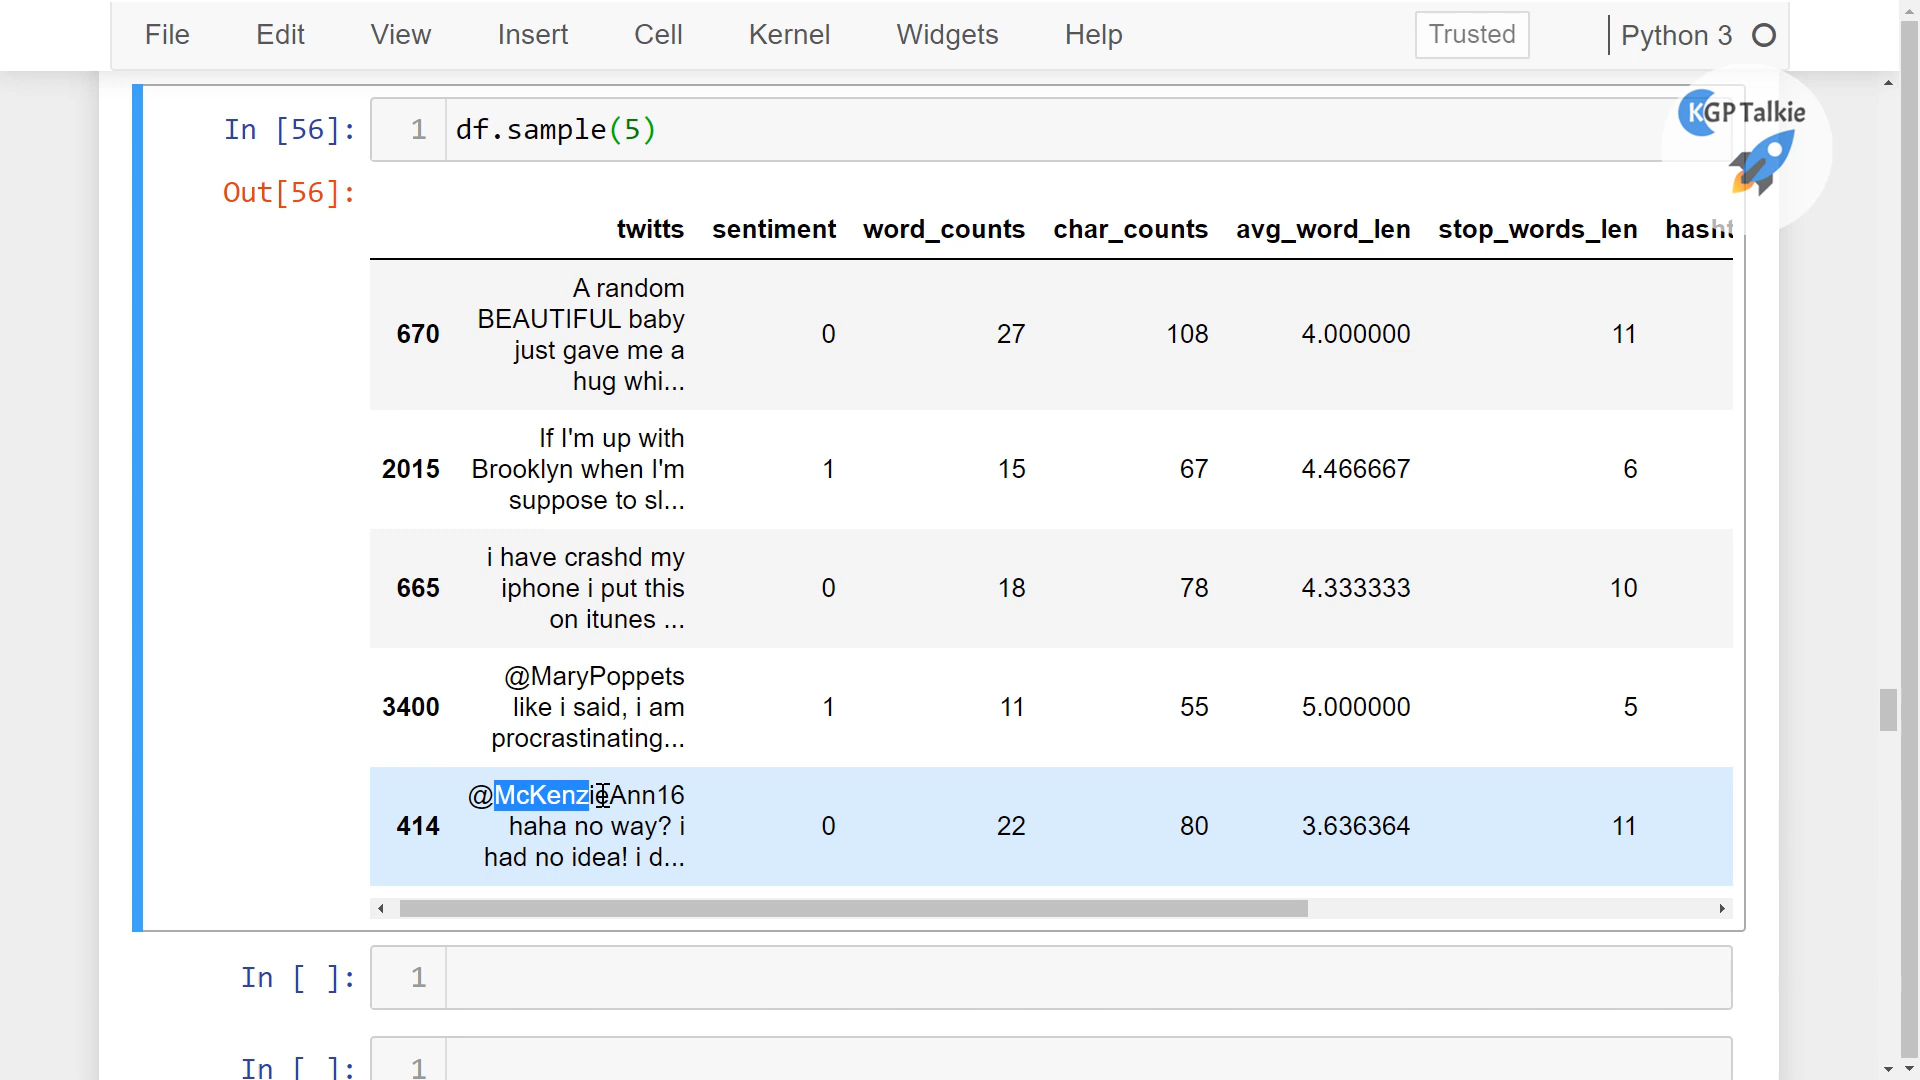 File Edit View Insert Cell Kernel Widgets Help Trusted Python 3
KGPTalkie
In [56]: 1 df.sample(5)
Out[56]:
twitts sentiment word_counts char_counts avg_word_len stop_words_len hasht
670 A random BEAUTIFUL baby just gave me a hug whi... 0 27 108 4.000000 11
2015 If I'm up with Brooklyn when I'm suppose to sl... 1 15 67 4.466667 6
665 i have crashd my iphone i put this on itunes ... 0 18 78 4.333333 10
3400 @MaryPoppets like i said, i am procrastinating... 1 11 55 5.000000 5
414 @McKenzieAnn16 haha no way? i had no idea! i d... 0 22 80 3.636364 11
In [ ]: 1
In [ ]: 1